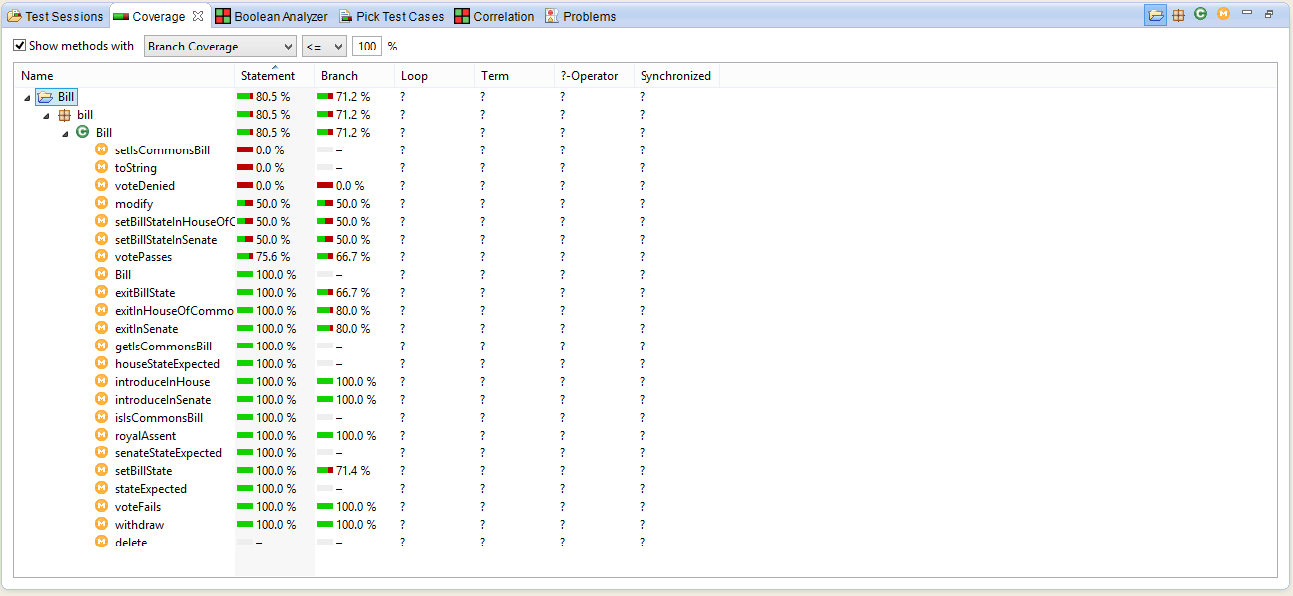 Test Sessions Coverage Boolean Analyzer Pick Test Cases Correlation Problems
Show methods with Branch Coverage <= 100 %
Name Statement Branch Loop Term ?-Operator Synchronized
Bill 80.5 % 71.2 % ? ? ? ?
bill 80.5 % 71.2 % ? ? ? ?
Bill 80.5 % 71.2 % ? ? ? ?
setIsCommonsBill 0.0 % – ? ? ? ?
toString 0.0 % – ? ? ? ?
voteDenied 0.0 % 0.0 % ? ? ? ?
modify 50.0 % 50.0 % ? ? ? ?
setBillStateInHouseOfC 50.0 % 50.0 % ? ? ? ?
setBillStateInSenate 50.0 % 50.0 % ? ? ? ?
votePasses 75.6 % 66.7 % ? ? ? ?
Bill 100.0 % – ? ? ? ?
exitBillState 100.0 % 66.7 % ? ? ? ?
exitInHouseOfCommo 100.0 % 80.0 % ? ? ? ?
exitInSenate 100.0 % 80.0 % ? ? ? ?
getIsCommonsBill 100.0 % – ? ? ? ?
houseStateExpected 100.0 % – ? ? ? ?
introduceInHouse 100.0 % 100.0 % ? ? ? ?
introduceInSenate 100.0 % 100.0 % ? ? ? ?
isIsCommonsBill 100.0 % – ? ? ? ?
royalAssent 100.0 % 100.0 % ? ? ? ?
senateStateExpected 100.0 % – ? ? ? ?
setBillState 100.0 % 71.4 % ? ? ? ?
stateExpected 100.0 % – ? ? ? ?
voteFails 100.0 % 100.0 % ? ? ? ?
withdraw 100.0 % 100.0 % ? ? ? ?
delete – – ? ? ? ?